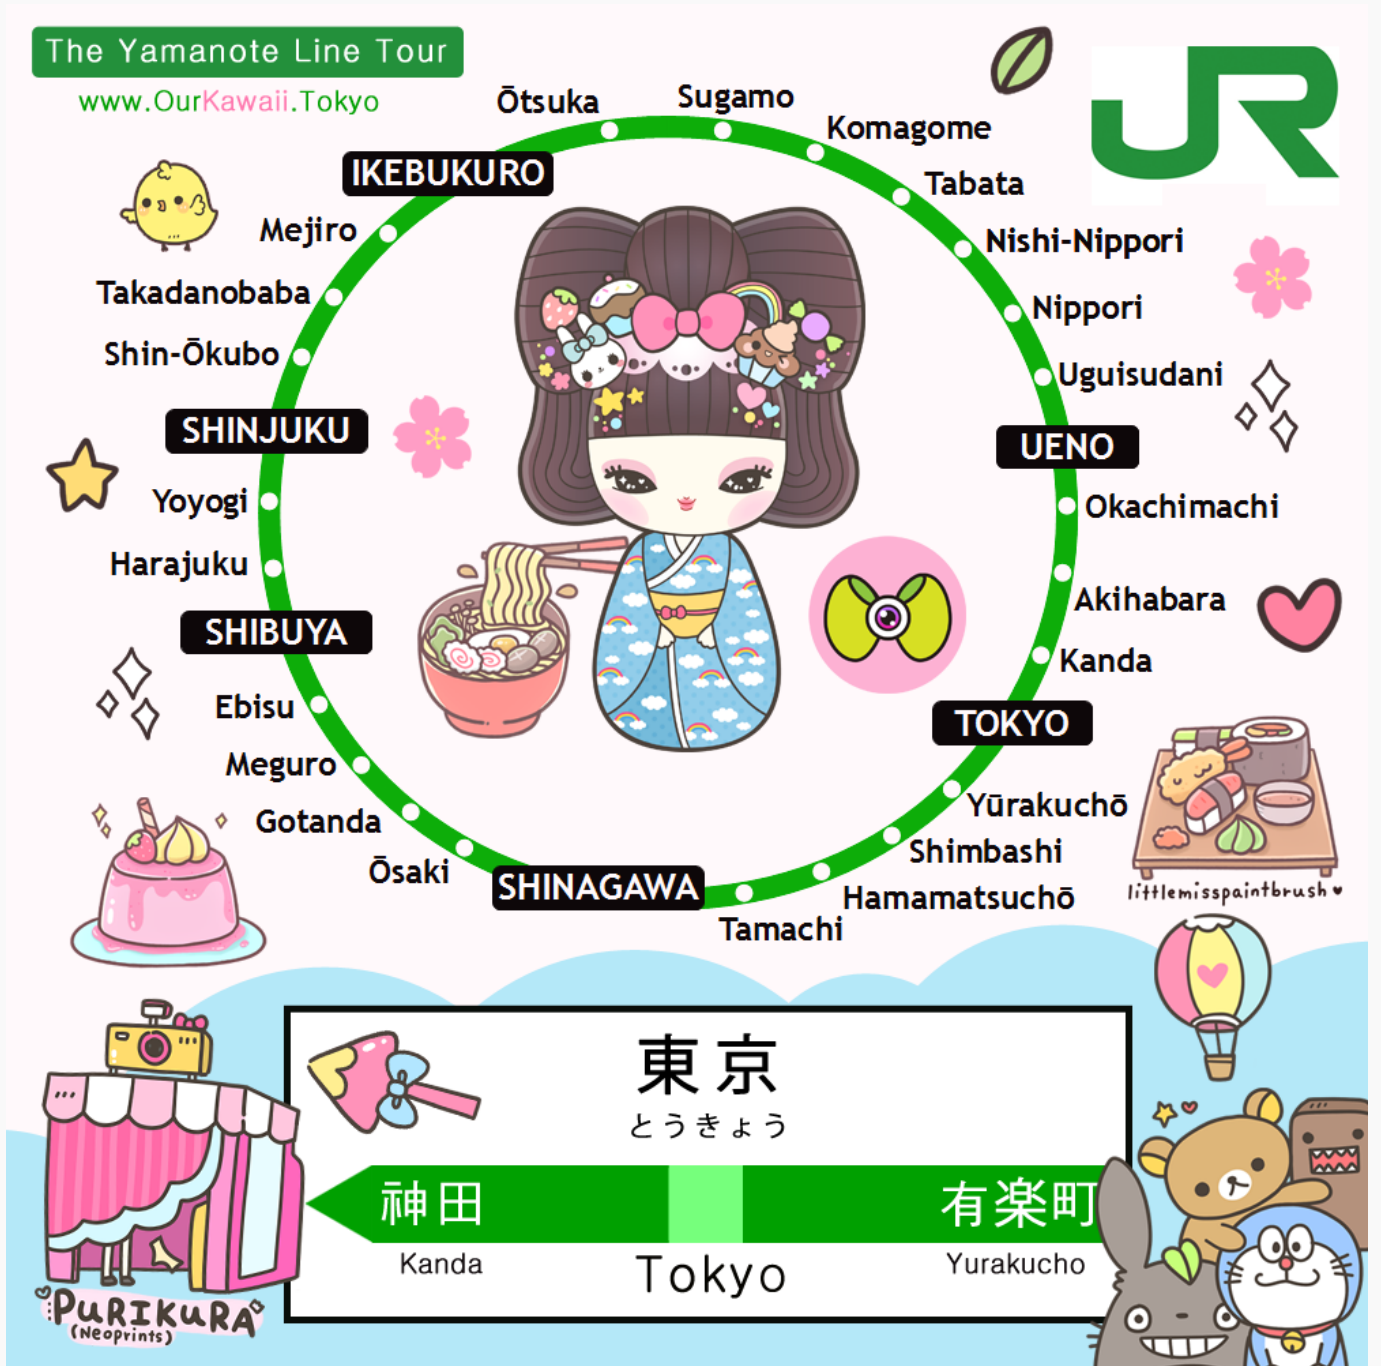 The Yamanote Line Tour
www.OurKawaii.Tokyo
JR
Ōtsuka
Sugamo
Komagome
Tabata
Nishi-Nippori
Nippori
Uguisudani
UENO
Okachimachi
Akihabara
Kanda
TOKYO
Yūrakuchō
Shimbashi
Hamamatsuchō
Tamachi
SHINAGAWA
Ōsaki
Gotanda
Meguro
Ebisu
SHIBUYA
Harajuku
Yoyogi
SHINJUKU
Shin-Ōkubo
Takadanobaba
Mejiro
IKEBUKURO
littlemisspaintbrush
東京
とうきょう
神田
有楽町
Kanda
Tokyo
Yurakucho
PURIKURA
(Neoprints)